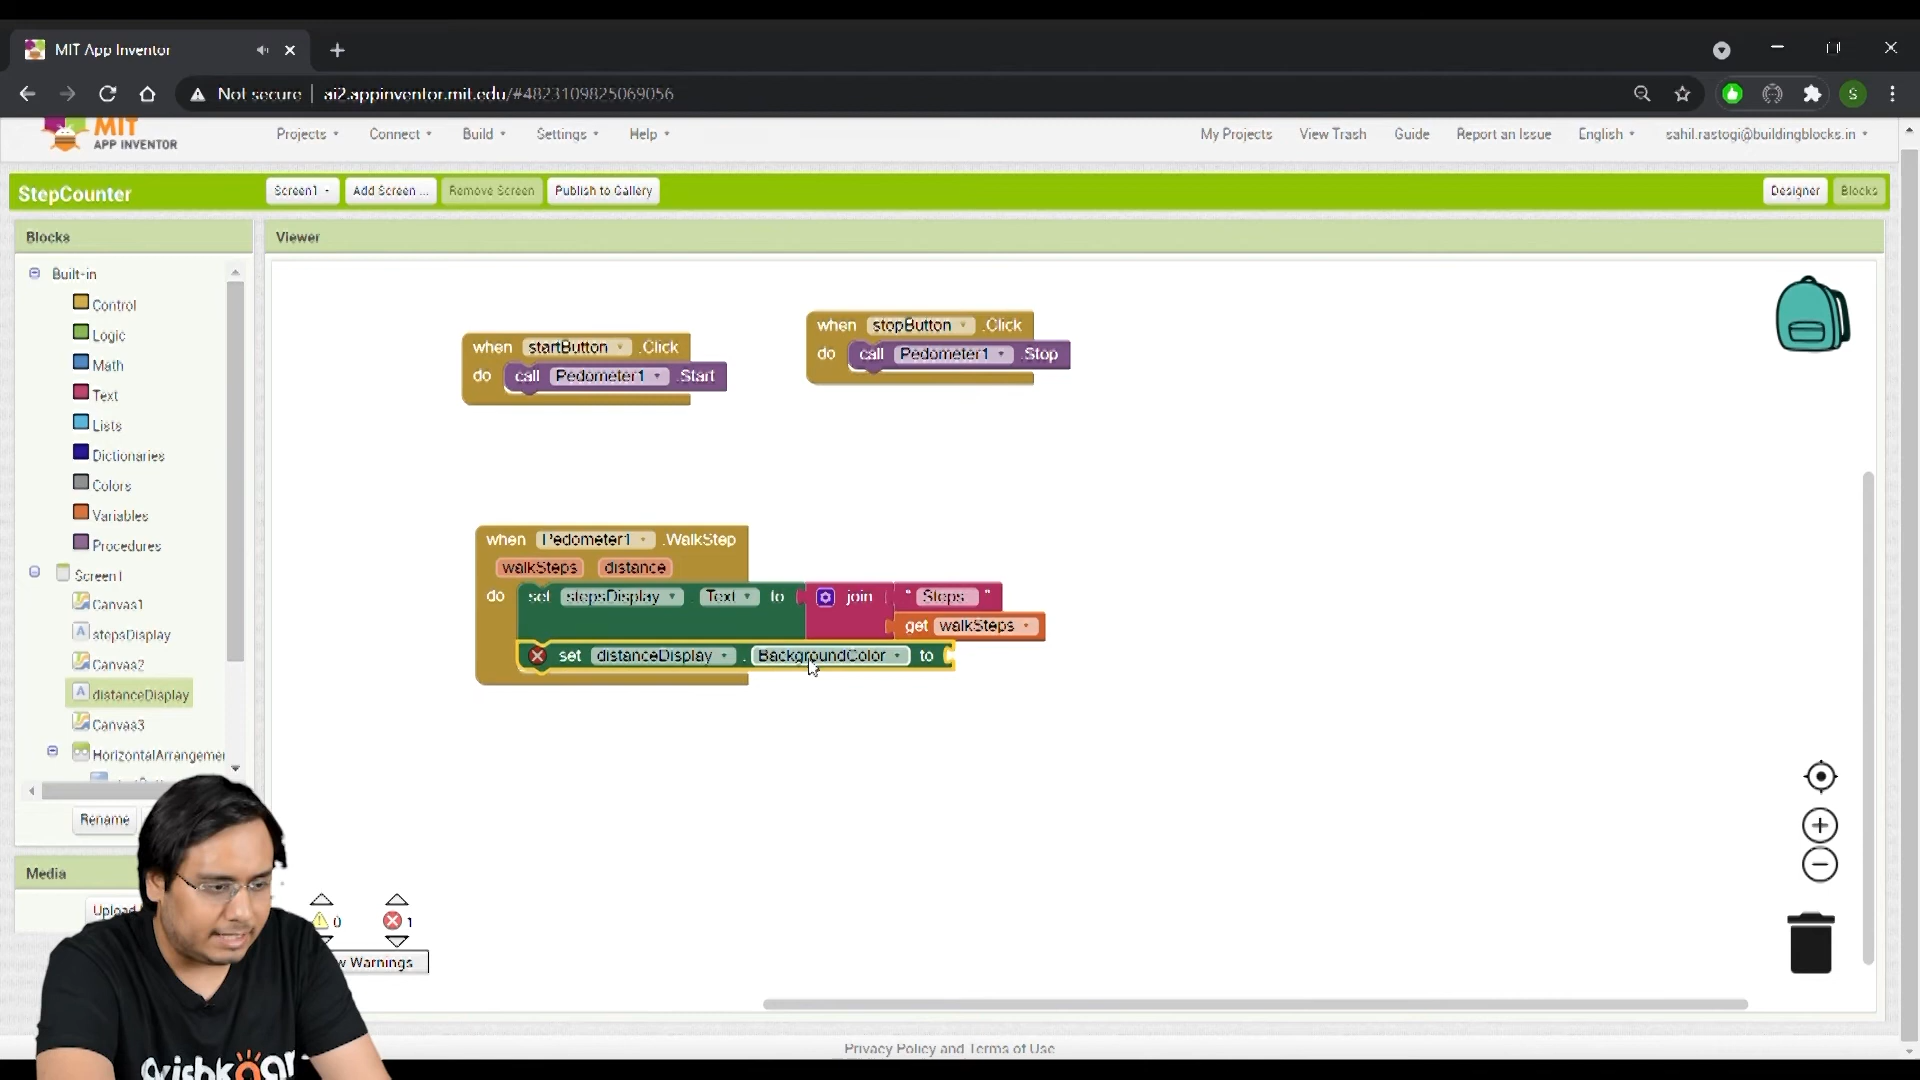 MIT App Inventor
Not secure ai2.appinventor.mit.edu/#4823109825069056
S
MIT
APP INVENTOR
Projects Connect Build Settings Help My Projects View Trash Guide Report an Issue English sahil.rastogi@buildingblocks.in
StepCounter Screen1 Add Screen ... Remove Screen Publish to Gallery Designer Blocks
Blocks
Viewer
Built-in
Control
Logic
Math
Text
Lists
Dictionaries
Colors
Variables
Procedures
Screen1
Canvas1
stepsDisplay
Canvas2
distanceDisplay
Canvas3
HorizontalArrangemer
Rename
Media
Upload
when startButton .Click
do call Pedometer1 .Start
when stopButton .Click
do call Pedometer1 .Stop
when Pedometer1 .WalkStep
walkSteps distance
do set stepsDisplay . Text to join " Steps "
get walkSteps
set distanceDisplay . BackgroundColor to
0 1
w Warnings
Privacy Policy and Terms of Use